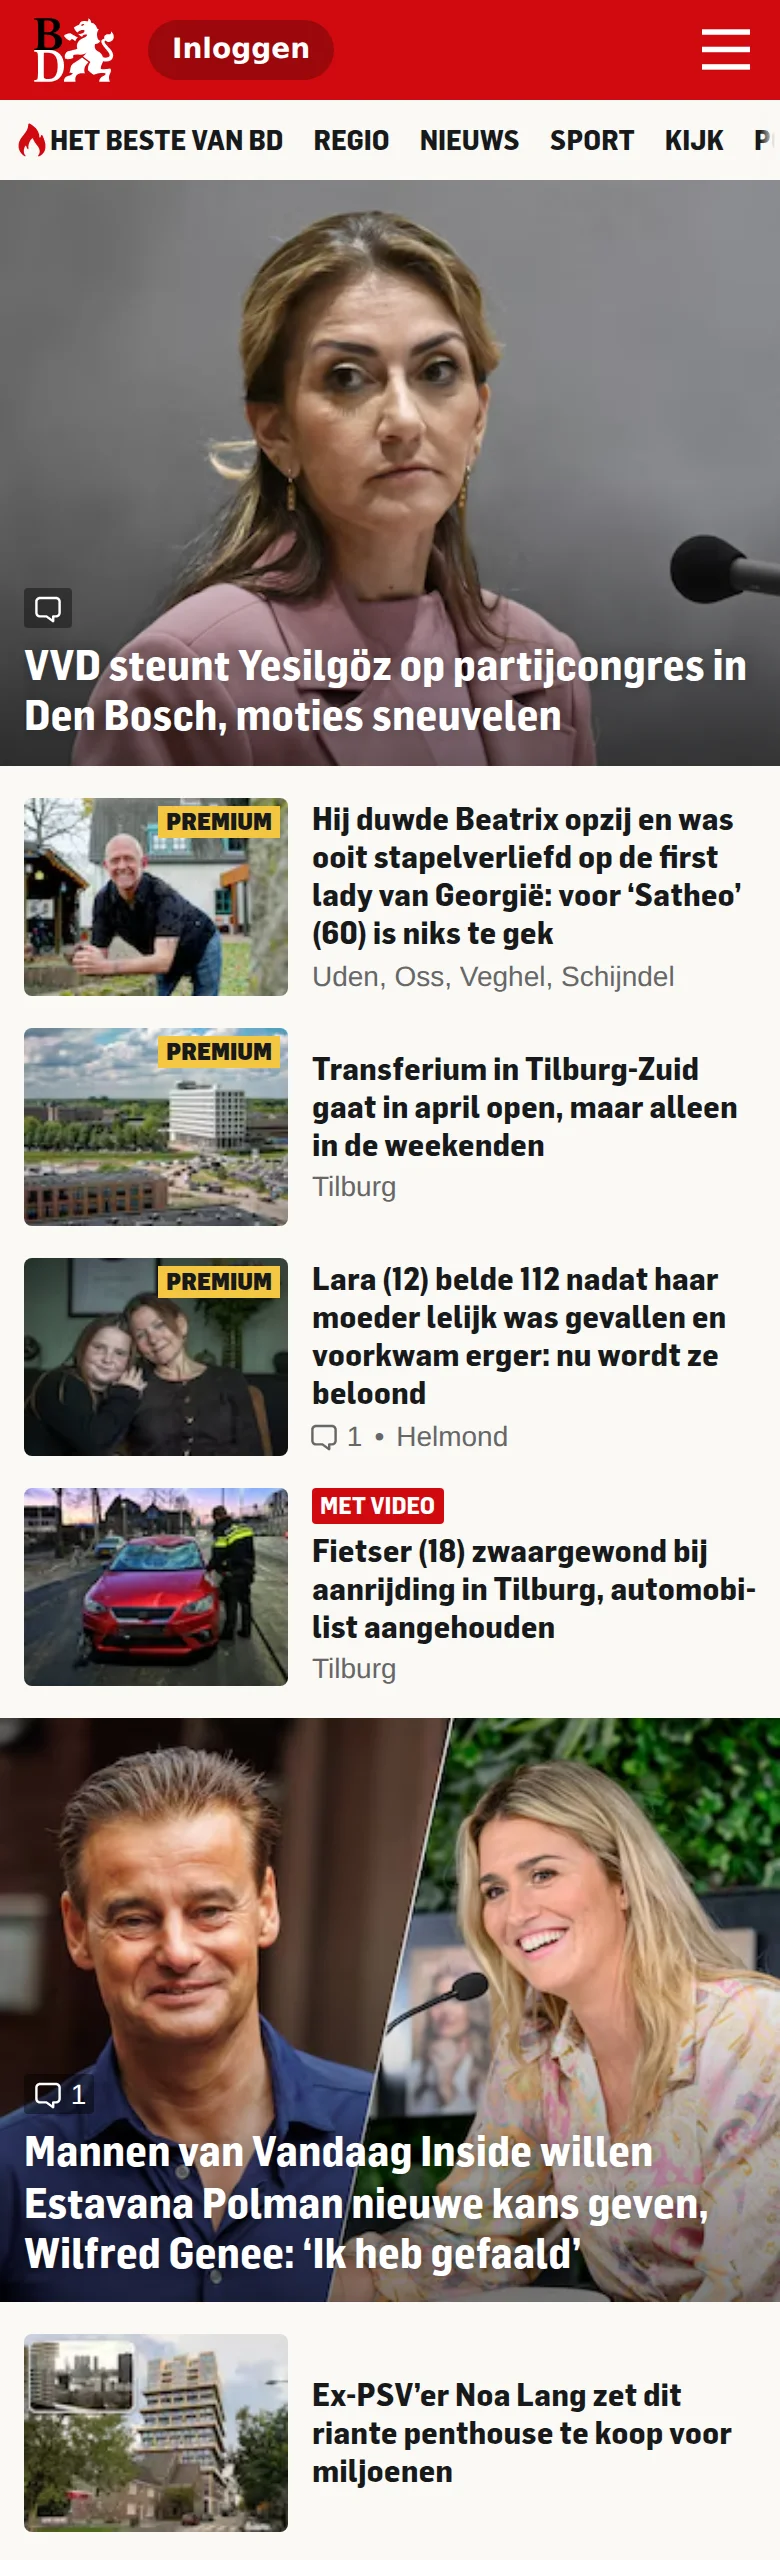 BD
Inloggen
HET BESTE VAN BD REGIO NIEUWS SPORT KIJK
VVD steunt Yesilgöz op partijcongres in
Den Bosch, moties sneuvelen
PREMIUM
Hij duwde Beatrix opzij en was
ooit stapelverliefd op de first
lady van Georgië: voor ‘Satheo’
(60) is niks te gek
Uden, Oss, Veghel, Schijndel
PREMIUM
Transferium in Tilburg-Zuid
gaat in april open, maar alleen
in de weekenden
Tilburg
PREMIUM
Lara (12) belde 112 nadat haar
moeder lelijk was gevallen en
voorkwam erger: nu wordt ze
beloond
1 • Helmond
MET VIDEO
Fietser (18) zwaargewond bij
aanrijding in Tilburg, automobi-
list aangehouden
Tilburg
1
Mannen van Vandaag Inside willen
Estavana Polman nieuwe kans geven,
Wilfred Genee: ‘Ik heb gefaald’
Ex-PSV’er Noa Lang zet dit
riante penthouse te koop voor
miljoenen